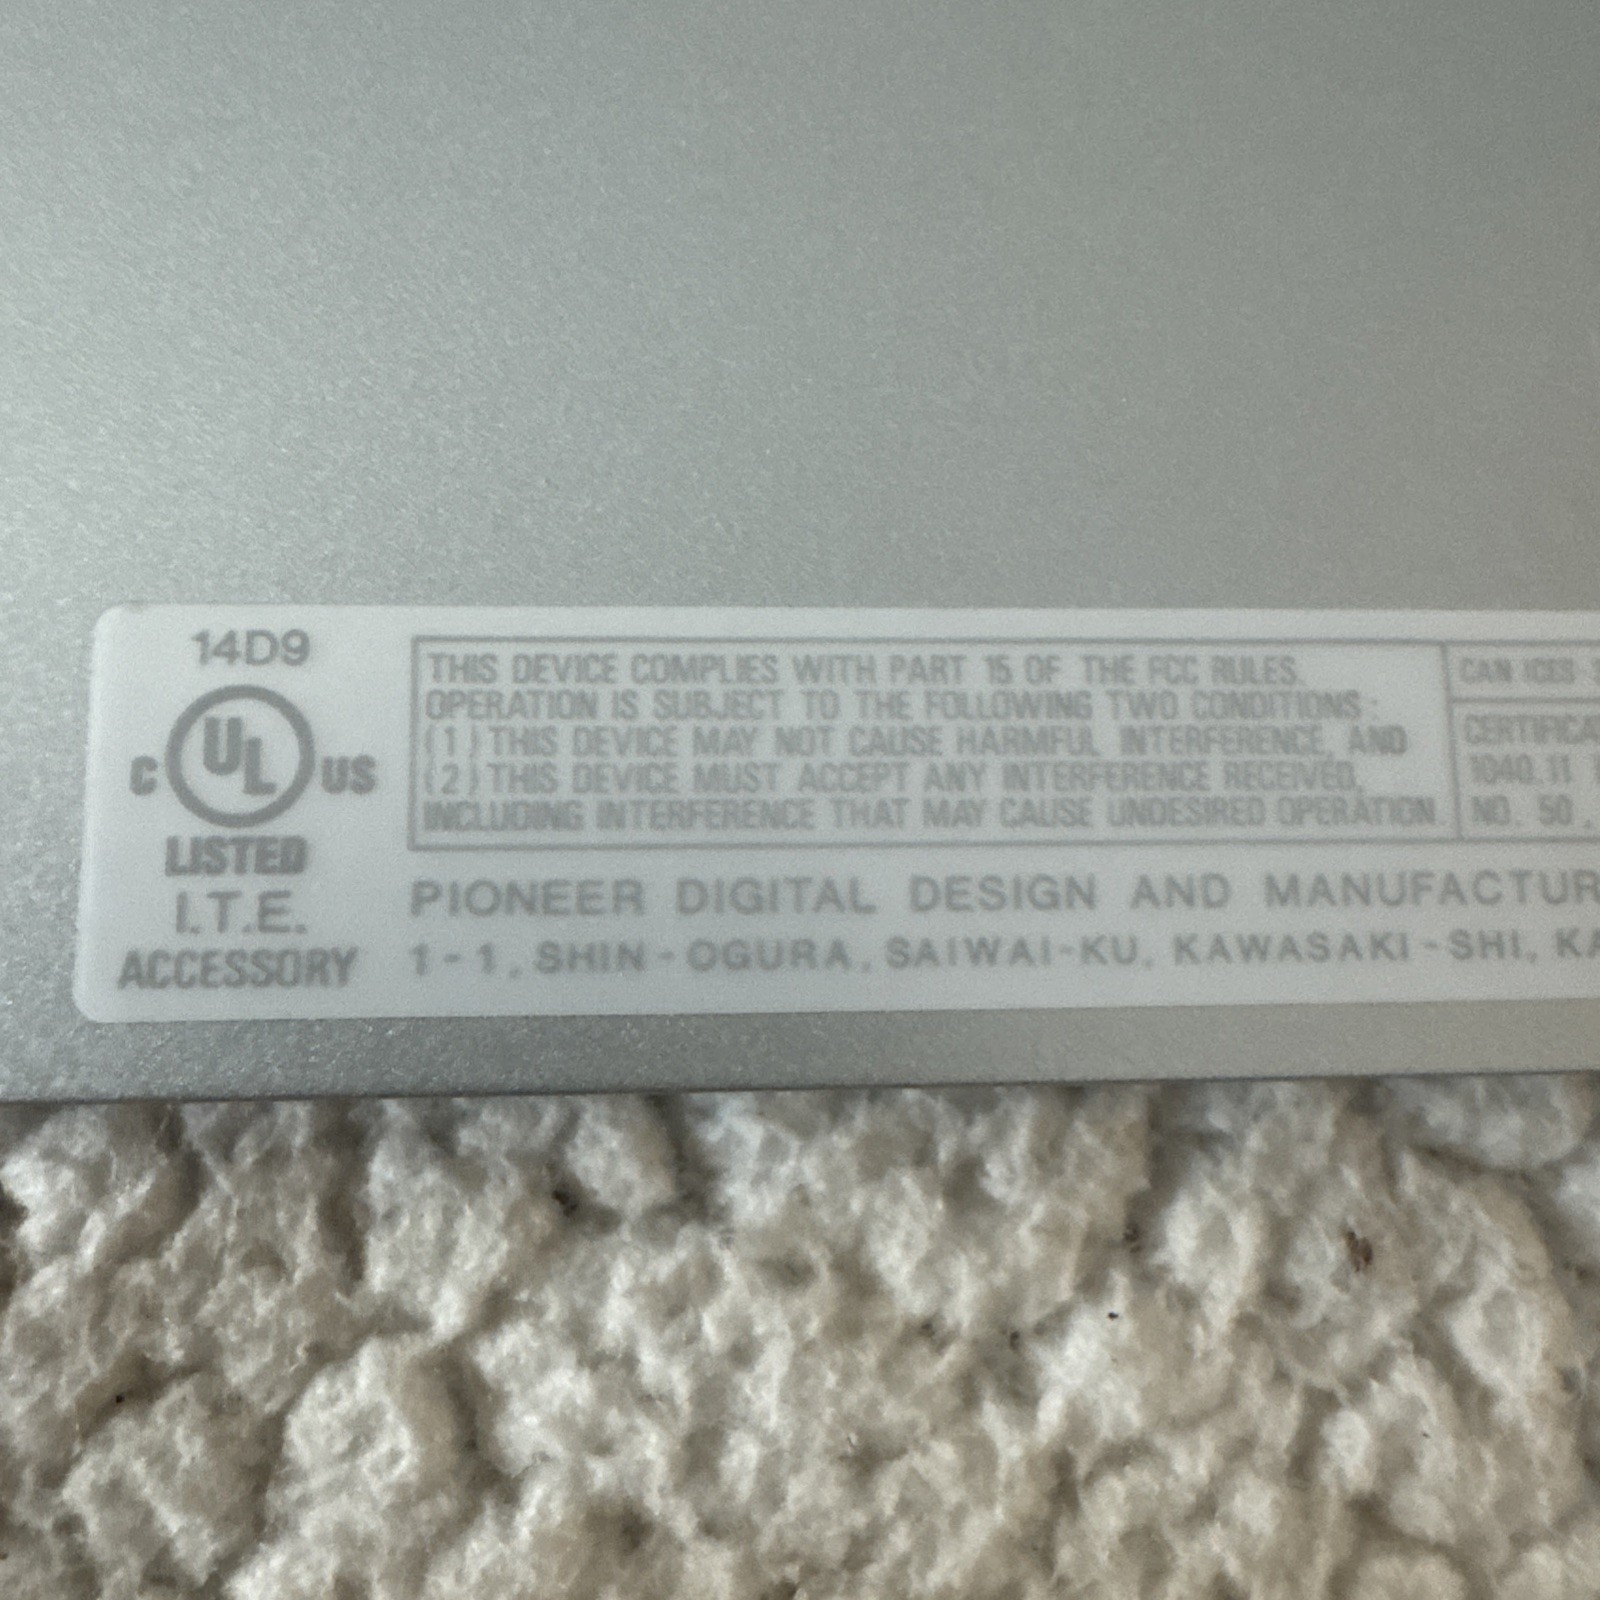 14D9
C UL US
LISTED
I.T.E.
ACCESSORY
THIS DEVICE COMPLIES WITH PART 15 OF THE FCC RULES.
OPERATION IS SUBJECT TO THE FOLLOWING TWO CONDITIONS:
(1) THIS DEVICE MAY NOT CAUSE HARMFUL INTERFERENCE, AND
(2) THIS DEVICE MUST ACCEPT ANY INTERFERENCE RECEIVED,
INCLUDING INTERFERENCE THAT MAY CAUSE UNDESIRED OPERATION.
CAN ICES-
CERTIFICA
1040.11
NO. 50,
PIONEER DIGITAL DESIGN AND MANUFACTUR
1-1, SHIN-OGURA, SAIWAI-KU, KAWASAKI-SHI, KA